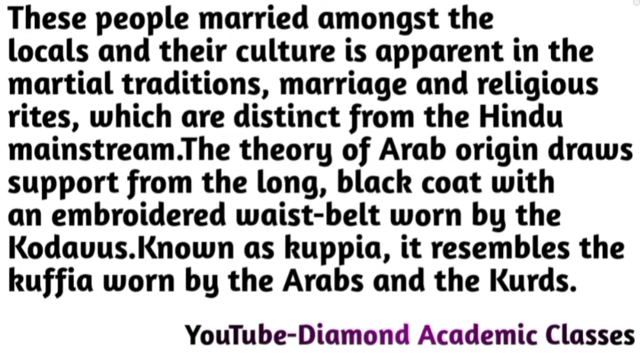 These people married amongst the
locals and their culture is apparent in the
martial traditions, marriage and religious
rites, which are distinct from the Hindu
mainstream.The theory of Arab origin draws
support from the long, black coat with
an embroidered waist-belt worn by the
Kodavus.Known as kuppia, it resembles the
kuffia worn by the Arabs and the Kurds.
YouTube-Diamond Academic Classes